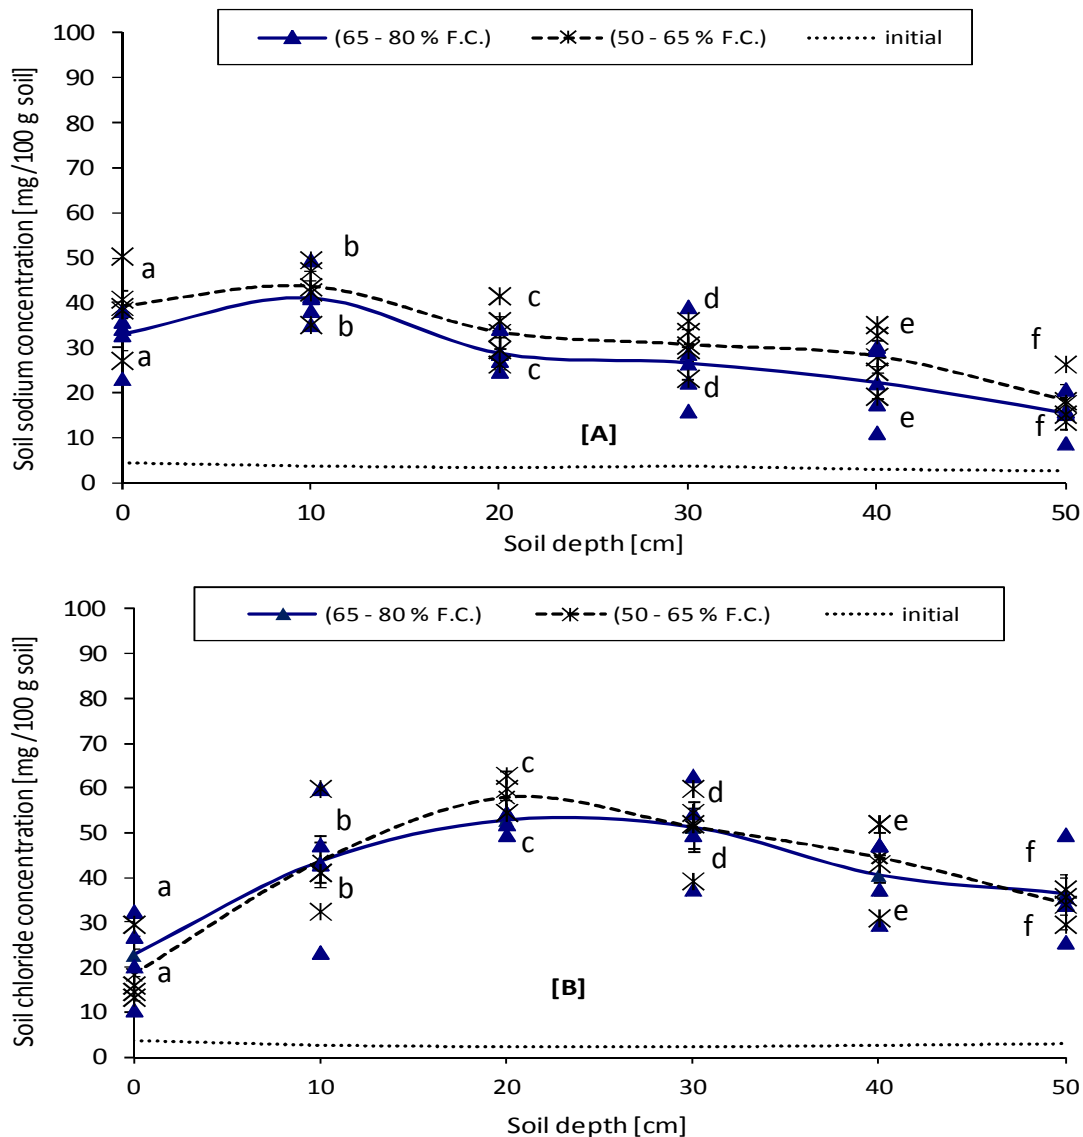 (65 - 80 % F.C.) (50 - 65 % F.C.) initial
Soil sodium concentration [mg/100 g soil]
100
90
80
70
60
50
40
30
20
10
0
a
b
c
d
e
f
a
b
c
d
e
f
[A]
0 10 20 30 40 50
Soil depth [cm]
(65 - 80 % F.C.) (50 - 65 % F.C.) initial
Soil chloride concentration [mg/100 g soil]
100
90
80
70
60
50
40
30
20
10
0
a
b
c
d
e
f
a
b
c
d
e
f
[B]
0 10 20 30 40 50
Soil depth [cm]